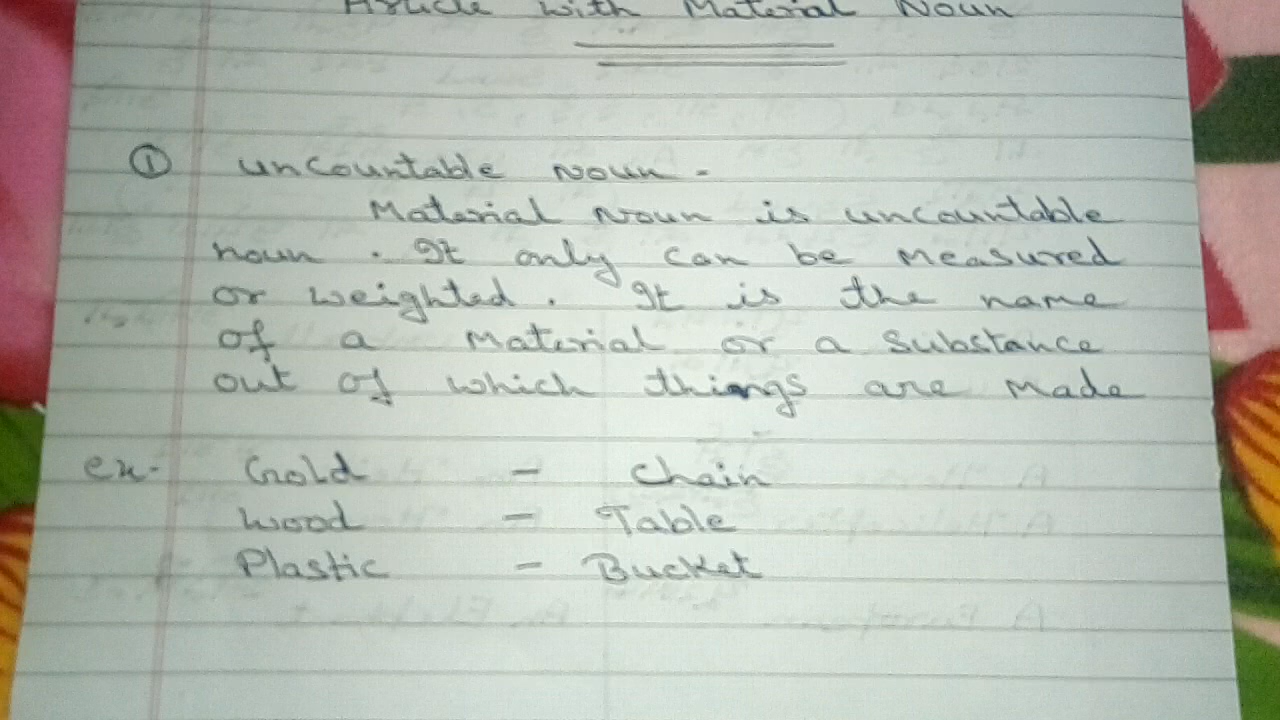 Article with Material Noun
① uncountable noun -
Material noun is uncountable
noun . It only can be measured
or weighted . It is the name
of a material or a substance
out of which things are made
ex- Gold - Chain
Wood - Table
Plastic - Bucket